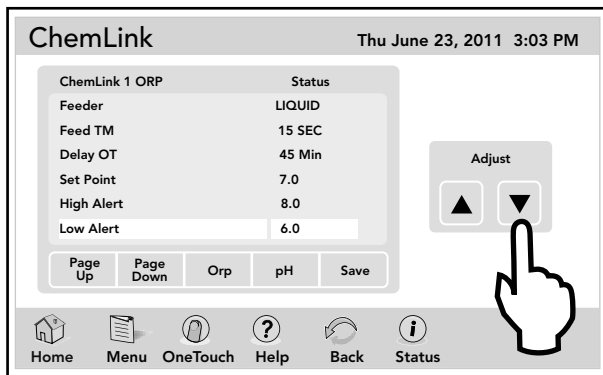 ChemLink Thu June 23, 2011 3:03 PM
ChemLink 1 ORP Status
Feeder LIQUID
Feed TM 15 SEC
Delay OT 45 Min
Set Point 7.0
High Alert 8.0
Low Alert 6.0
Page Up Page Down Orp pH Save
Adjust
Home Menu OneTouch Help Back Status